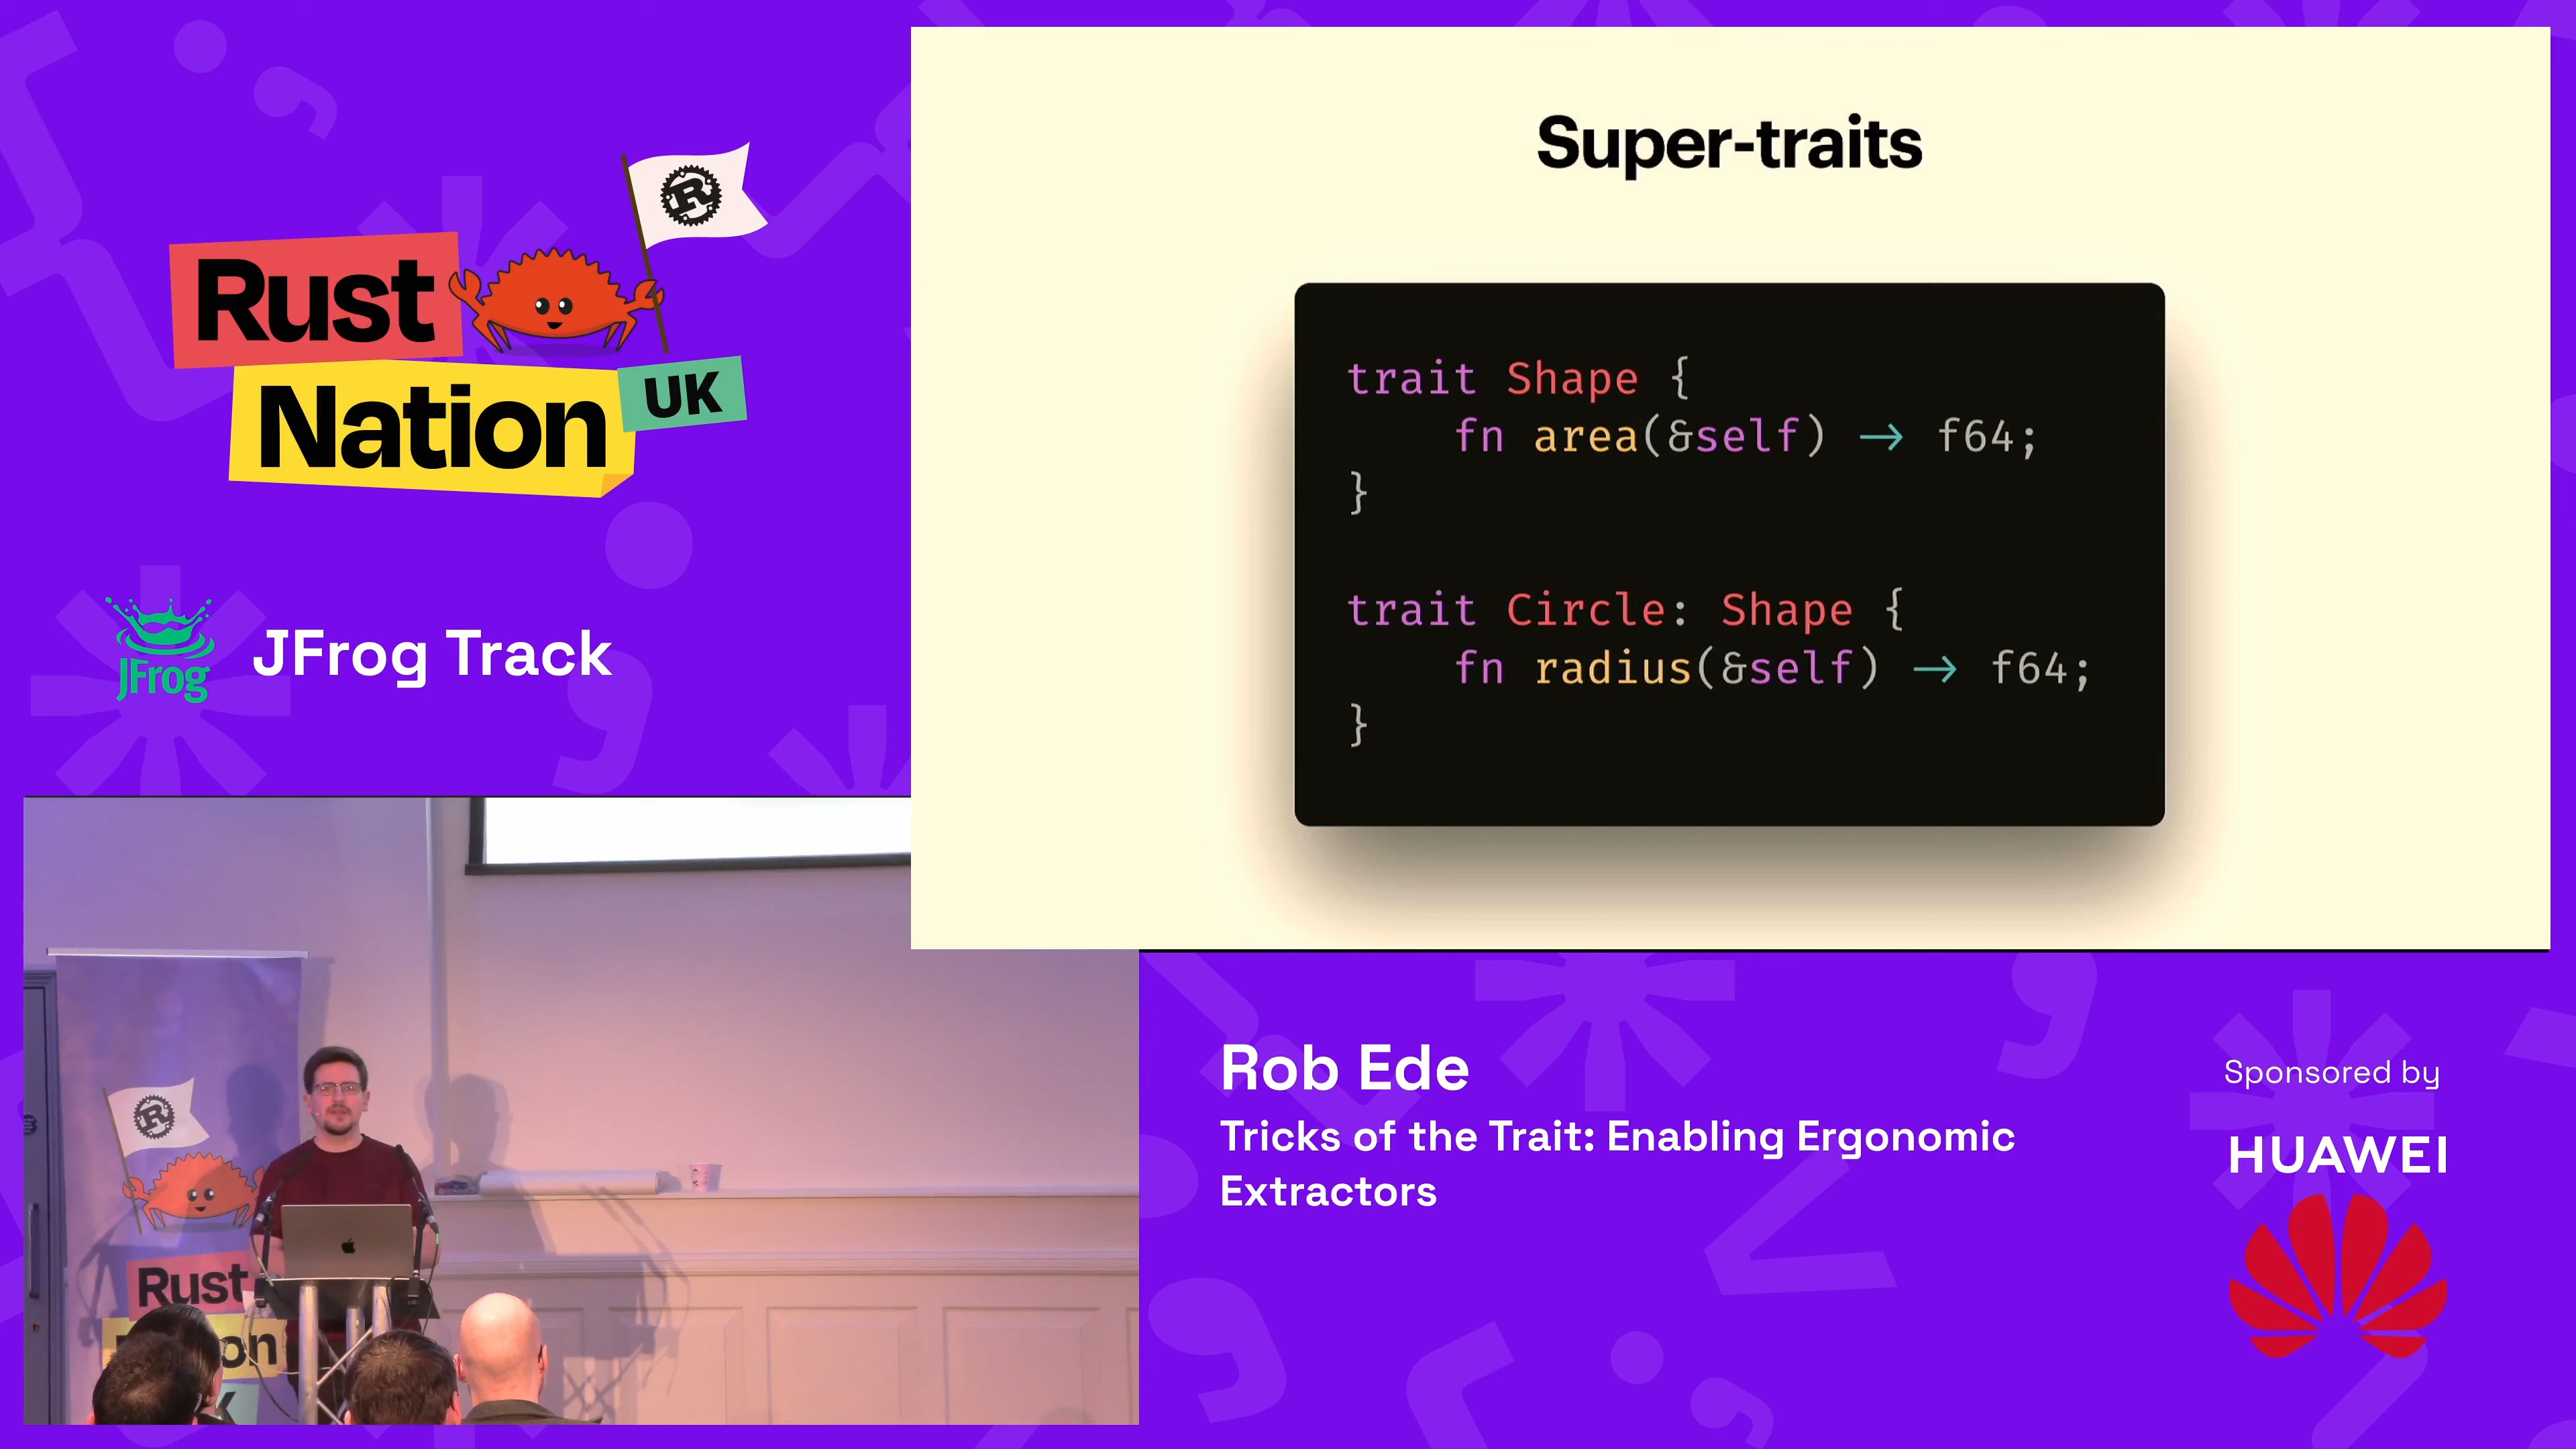 Rust
Nation
UK
R
JFrog
JFrog Track
Super-traits
trait Shape {
    fn area(&self) → f64;
}
trait Circle: Shape {
    fn radius(&self) → f64;
}
R
Rust
on
K
Rob Ede
Tricks of the Trait: Enabling Ergonomic
Extractors
Sponsored by
HUAWEI